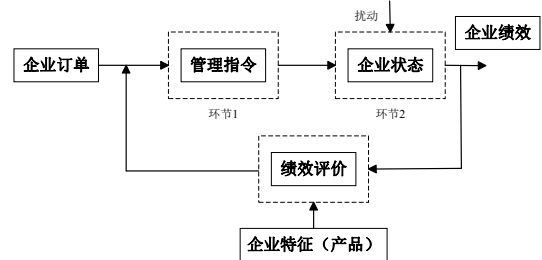 扰动
企业绩效
企业订单
管理指令
企业状态
环节1
环节2
绩效评价
企业特征（产品）